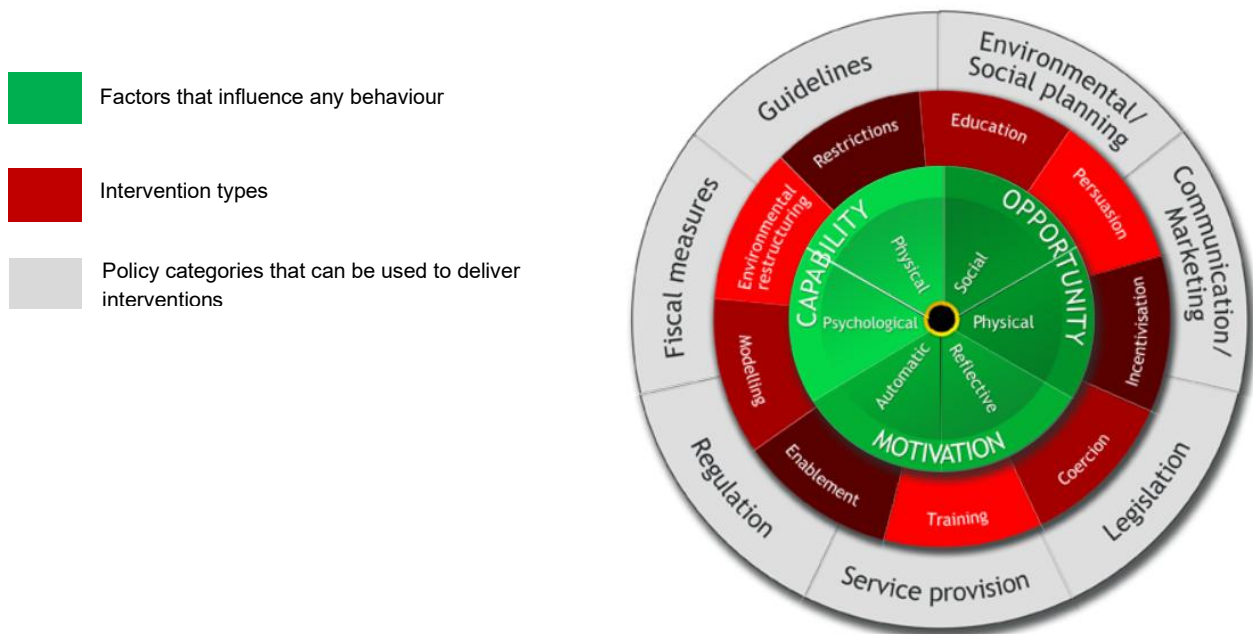 Factors that influence any behaviour
Intervention types
Policy categories that can be used to deliver
interventions
Guidelines
Environmental/
Social planning
Communication/
Marketing
Legislation
Service provision
Regulation
Fiscal measures
Restrictions
Education
Persuasion
Incentivisation
Coercion
Training
Enablement
Modelling
Environmental
restructuring
CAPABILITY
OPPORTUNITY
MOTIVATION
Physical
Social
Psychological
Physical
Automatic
Reflective